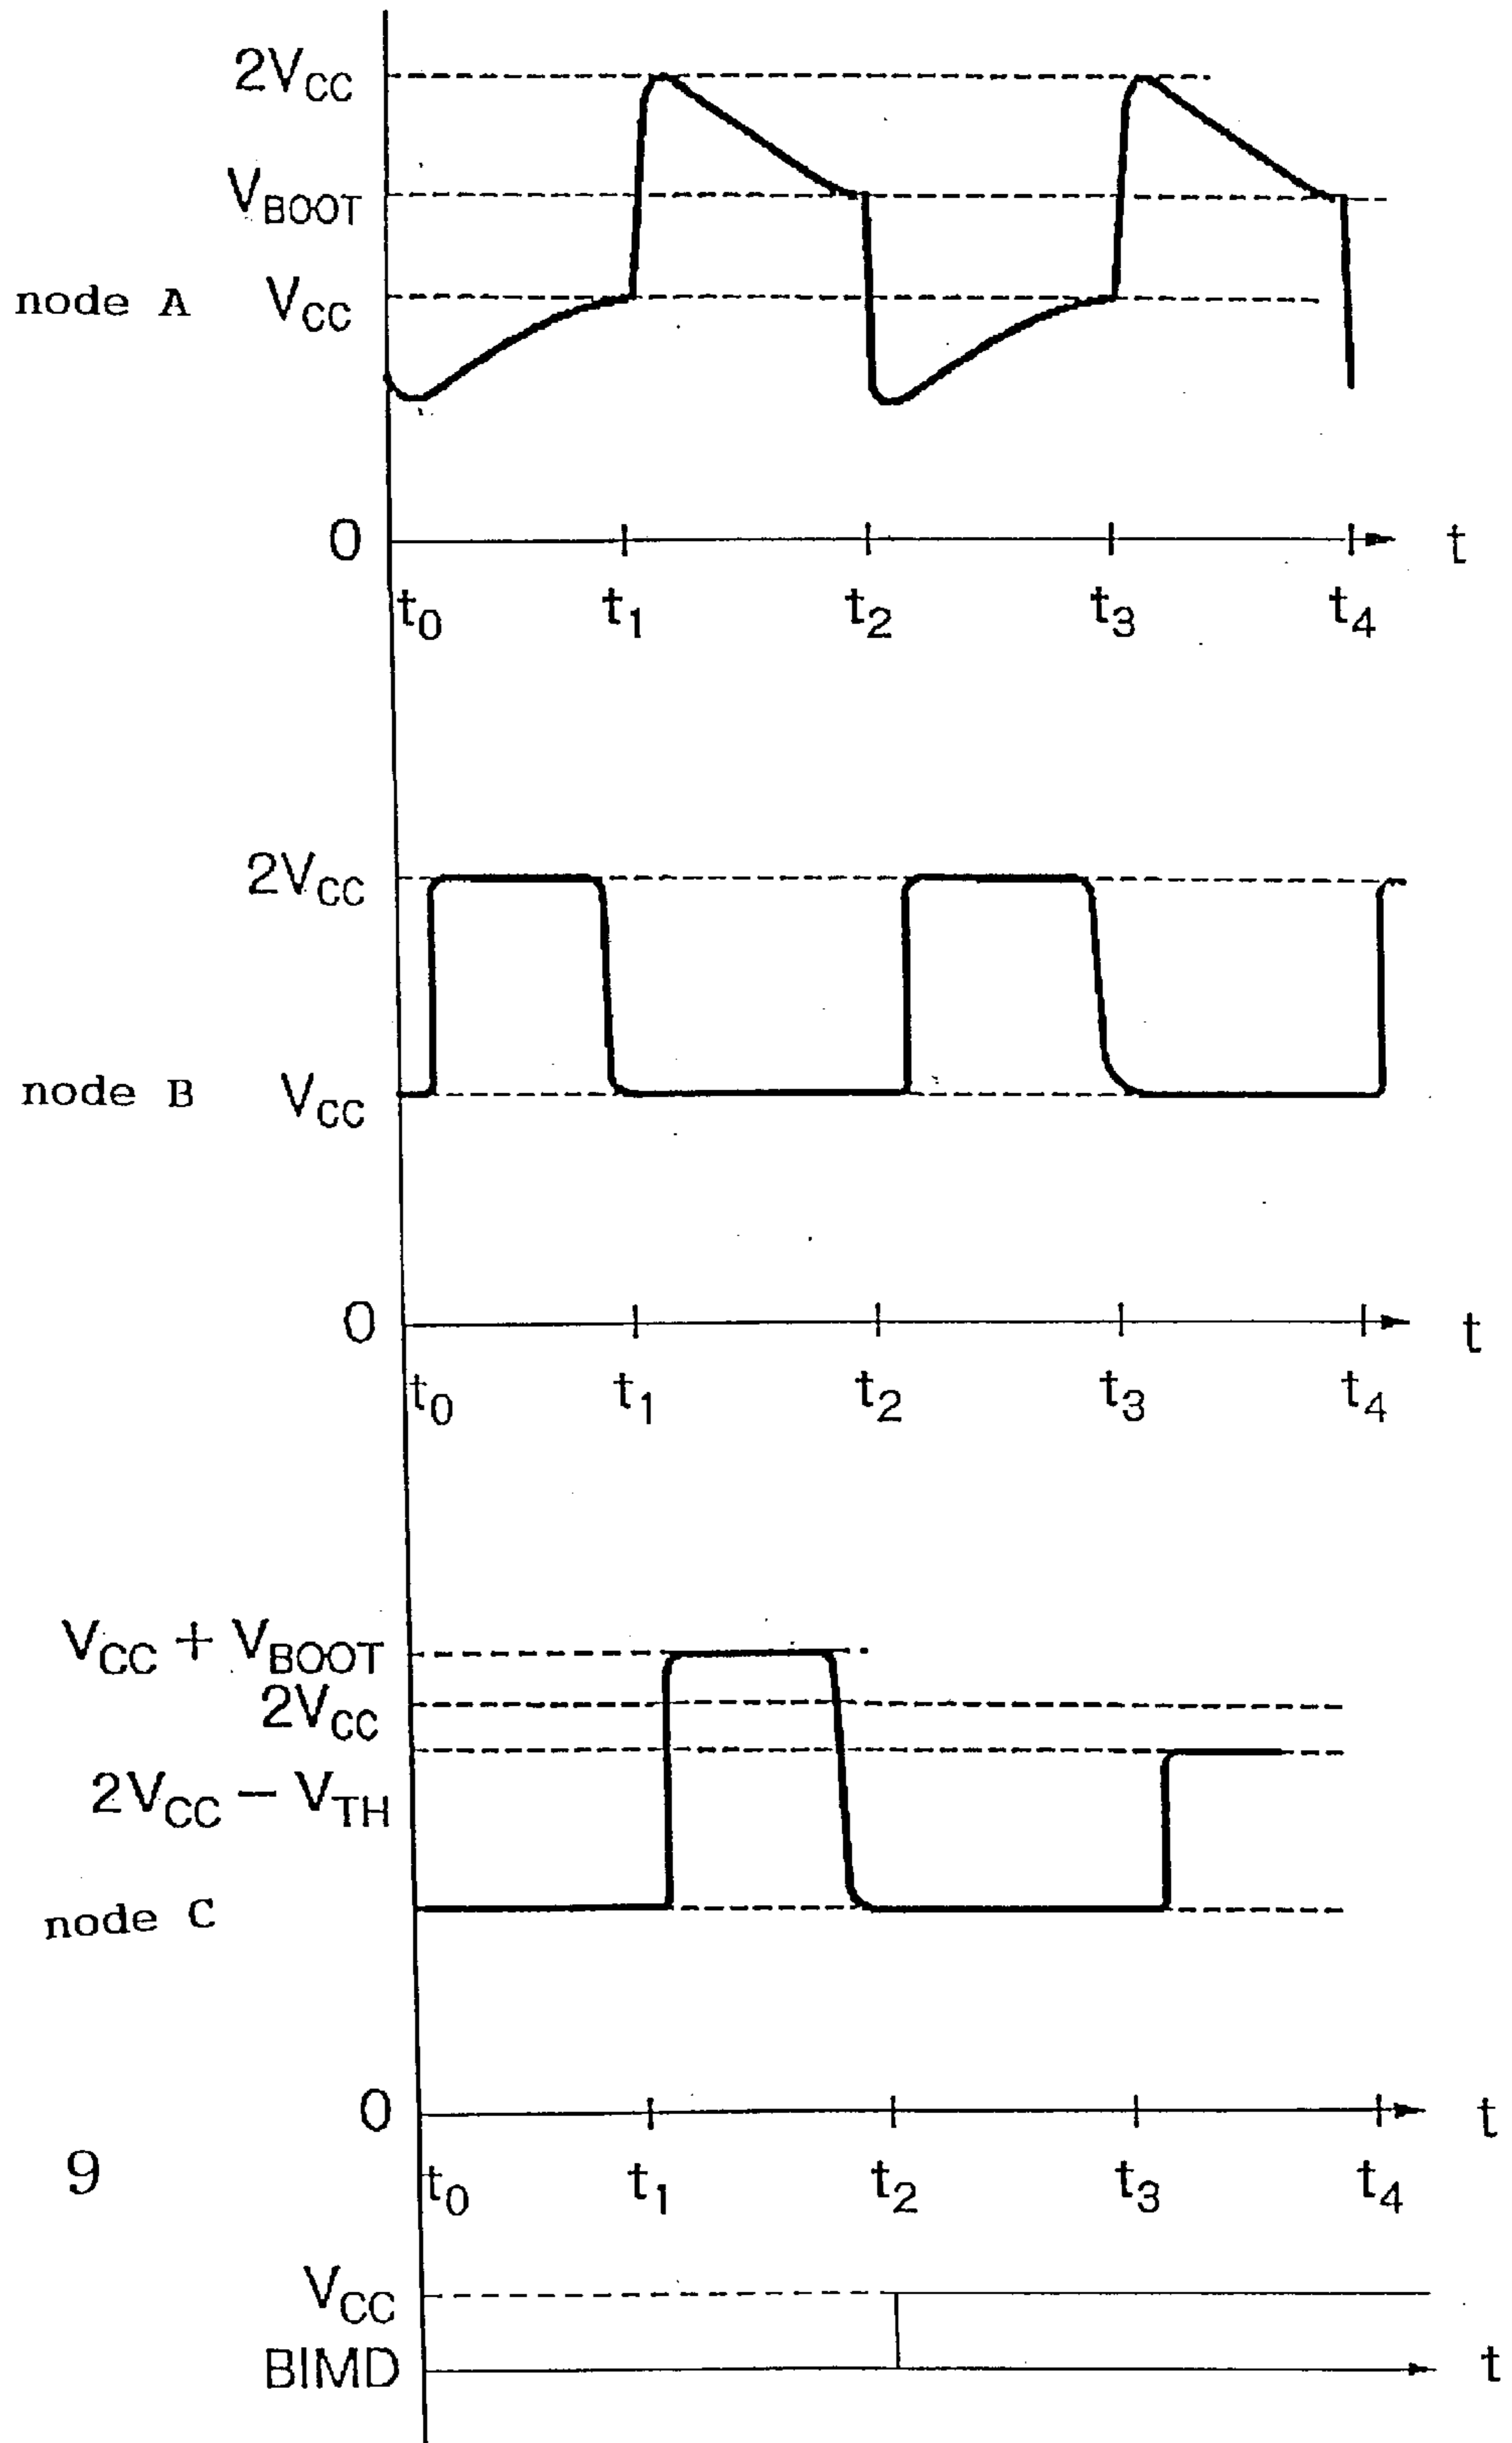 2VCC
VBOOT
node A VCC
0 t
t0 t1 t2 t3 t4
2VCC
node B VCC
0 t
t0 t1 t2 t3 t4
VCC + VBOOT
2VCC
2VCC − VTH
node C
0 t
9 t0 t1 t2 t3 t4
VCC
BIMD t